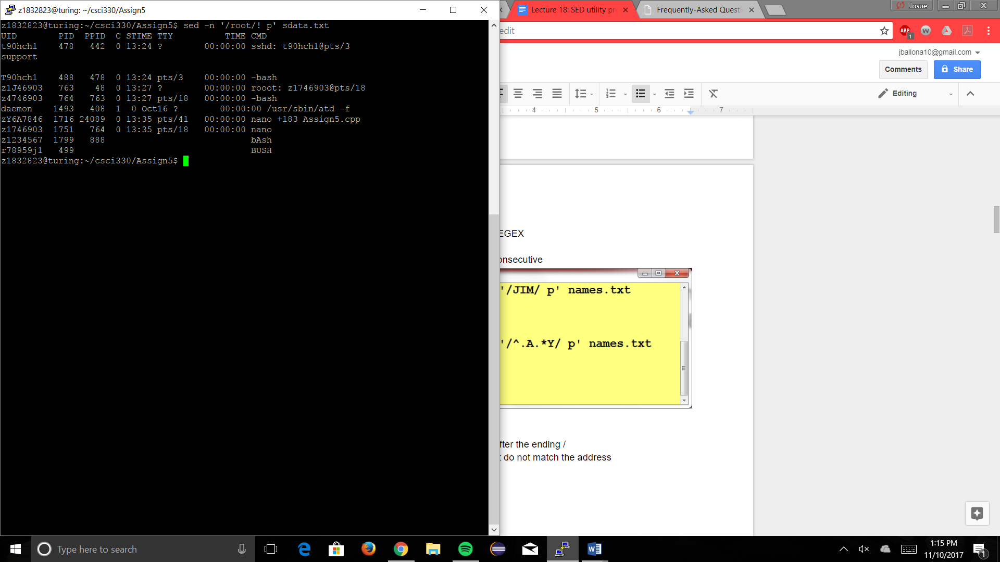 z1832823@turing: ~/csci330/Assign5
z1832823@turing:~/csci330/Assign5$ sed -n '/root/! p' sdata.txt
UID        PID  PPID  C STIME TTY          TIME CMD
t90hch1    478   442  0 13:24 ?        00:00:00 sshd: t90hch1@pts/3
support
T90hch1    488   478  0 13:24 pts/3    00:00:00 -bash
z1J46903   763    48  0 13:27 ?        00:00:00 rooot: z1746903@pts/18
z4746903   764   763  0 13:27 pts/18   00:00:00 -bash
daemon    1493   408  1  0 Oct16 ?        00:00:00 /usr/sbin/atd -f
zY6A7846  1716 24089  0 13:35 pts/41   00:00:00 nano +183 Assign5.cpp
z1746903  1751   764  0 13:35 pts/18   00:00:00 nano
z1234567  1799   888                            bAsh
r78959j1   499                                  BUSH
z1832823@turing:~/csci330/Assign5$
Lecture 18: SED utility pr
Frequently-Asked Questi
Josue
edit
ABP
1
W
jballona10@gmail.com
Comments
Share
Editing
4 5 6 7
EGEX
onsecutive
'/JIM/ p' names.txt
'/^.A.*Y/ p' names.txt
fter the ending /
t do not match the address
Type here to search
1:15 PM
11/10/2017
1